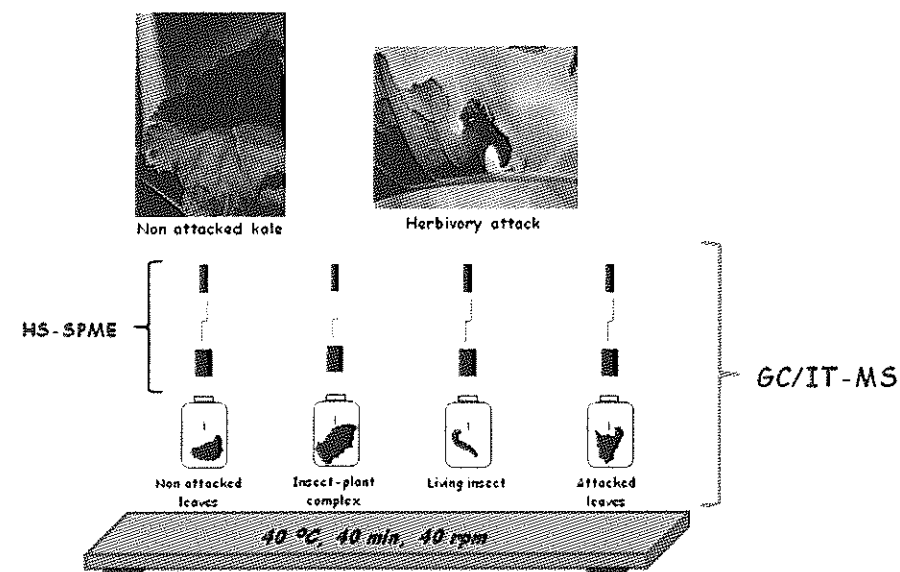 Non attacked kale
Herbivory attack
HS-SPME
GC/IT-MS
Non attacked
leaves
Insect-plant
complex
Living insect
Attacked
leaves
40 ºC, 40 min, 40 rpm